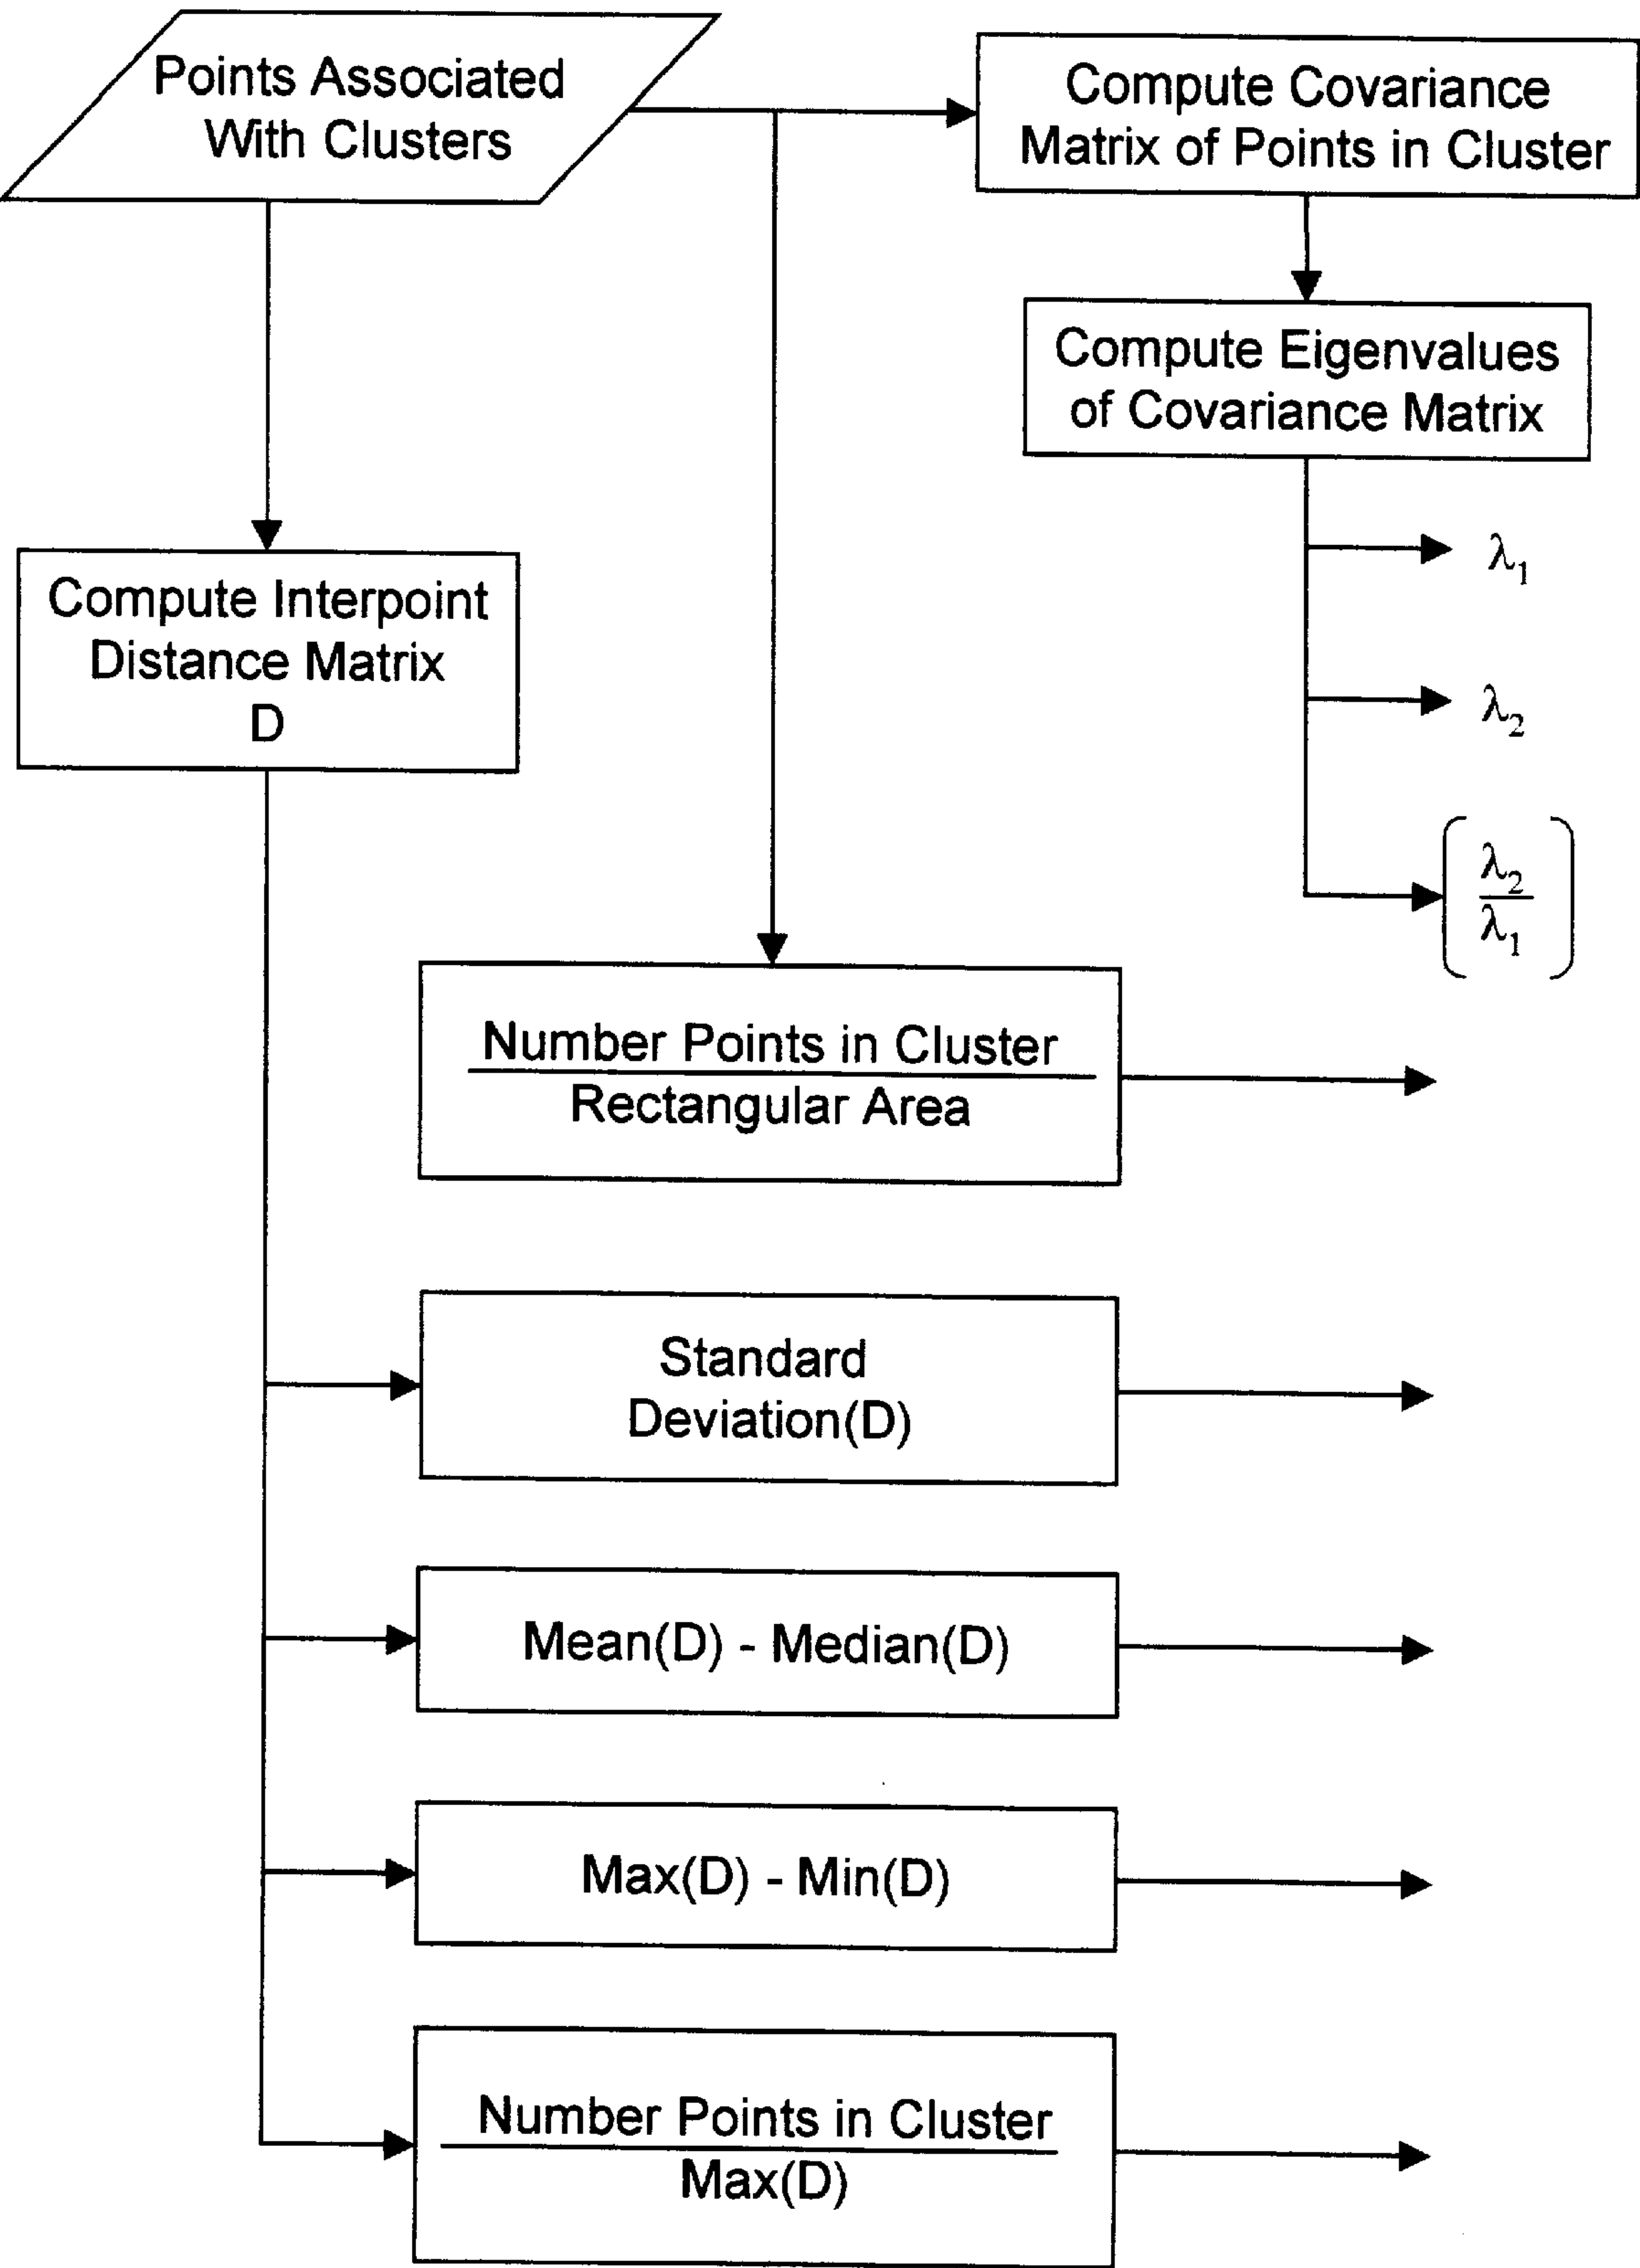 Points Associated
With Clusters
Compute Covariance
Matrix of Points in Cluster
Compute Eigenvalues
of Covariance Matrix
λ1
λ2
λ2
λ1
Compute Interpoint
Distance Matrix
D
Number Points in Cluster
Rectangular Area
Standard
Deviation(D)
Mean(D) - Median(D)
Max(D) - Min(D)
Number Points in Cluster
Max(D)